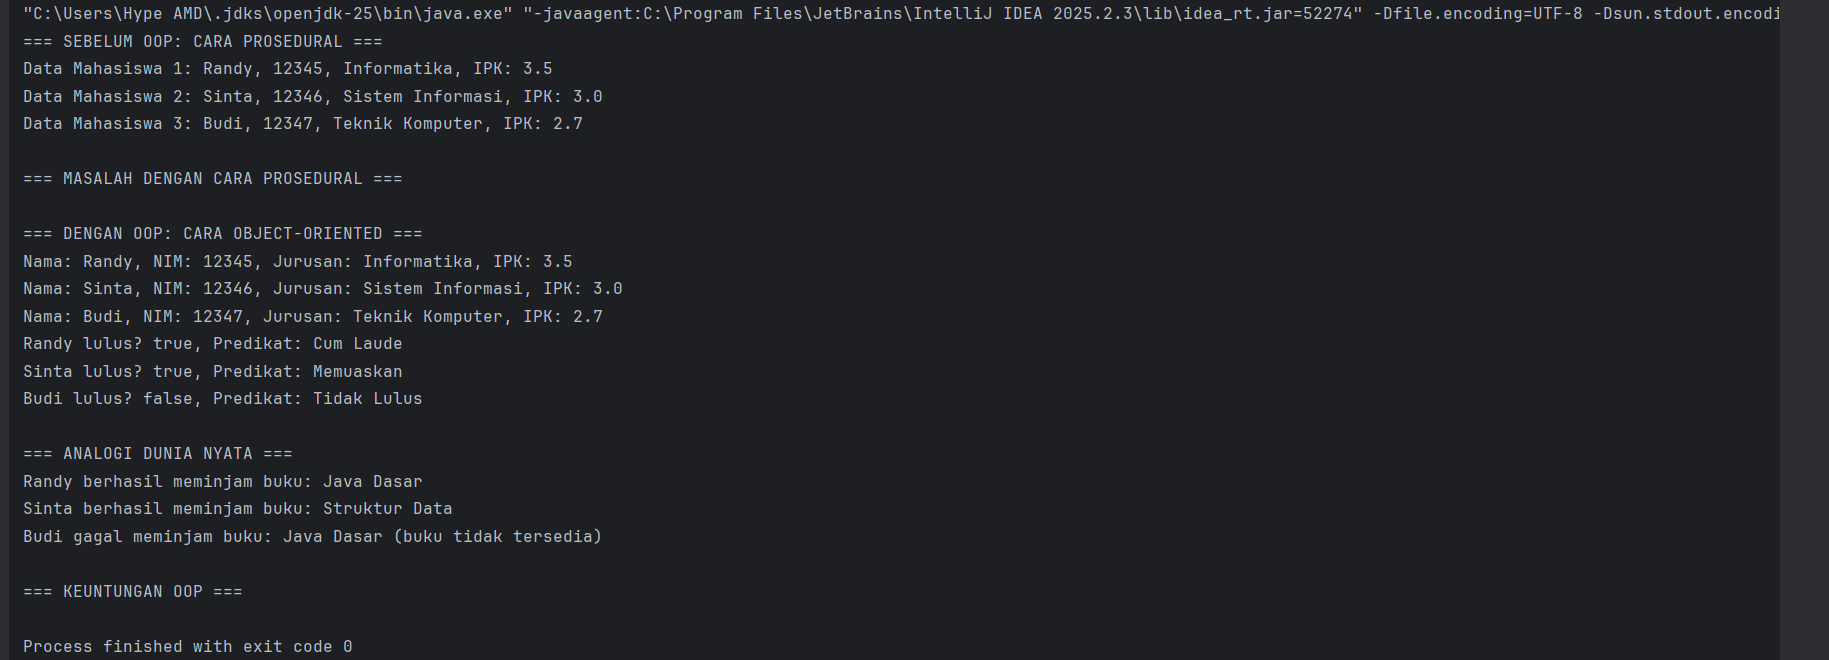 "C:\Users\Hype AMD\.jdks\openjdk-25\bin\java.exe" "-javaagent:C:\Program Files\JetBrains\IntelliJ IDEA 2025.2.3\lib\idea_rt.jar=52274" -Dfile.encoding=UTF-8 -Dsun.stdout.encodi
=== SEBELUM OOP: CARA PROSEDURAL ===
Data Mahasiswa 1: Randy, 12345, Informatika, IPK: 3.5
Data Mahasiswa 2: Sinta, 12346, Sistem Informasi, IPK: 3.0
Data Mahasiswa 3: Budi, 12347, Teknik Komputer, IPK: 2.7
=== MASALAH DENGAN CARA PROSEDURAL ===
=== DENGAN OOP: CARA OBJECT-ORIENTED ===
Nama: Randy, NIM: 12345, Jurusan: Informatika, IPK: 3.5
Nama: Sinta, NIM: 12346, Jurusan: Sistem Informasi, IPK: 3.0
Nama: Budi, NIM: 12347, Jurusan: Teknik Komputer, IPK: 2.7
Randy lulus? true, Predikat: Cum Laude
Sinta lulus? true, Predikat: Memuaskan
Budi lulus? false, Predikat: Tidak Lulus
=== ANALOGI DUNIA NYATA ===
Randy berhasil meminjam buku: Java Dasar
Sinta berhasil meminjam buku: Struktur Data
Budi gagal meminjam buku: Java Dasar (buku tidak tersedia)
=== KEUNTUNGAN OOP ===
Process finished with exit code 0